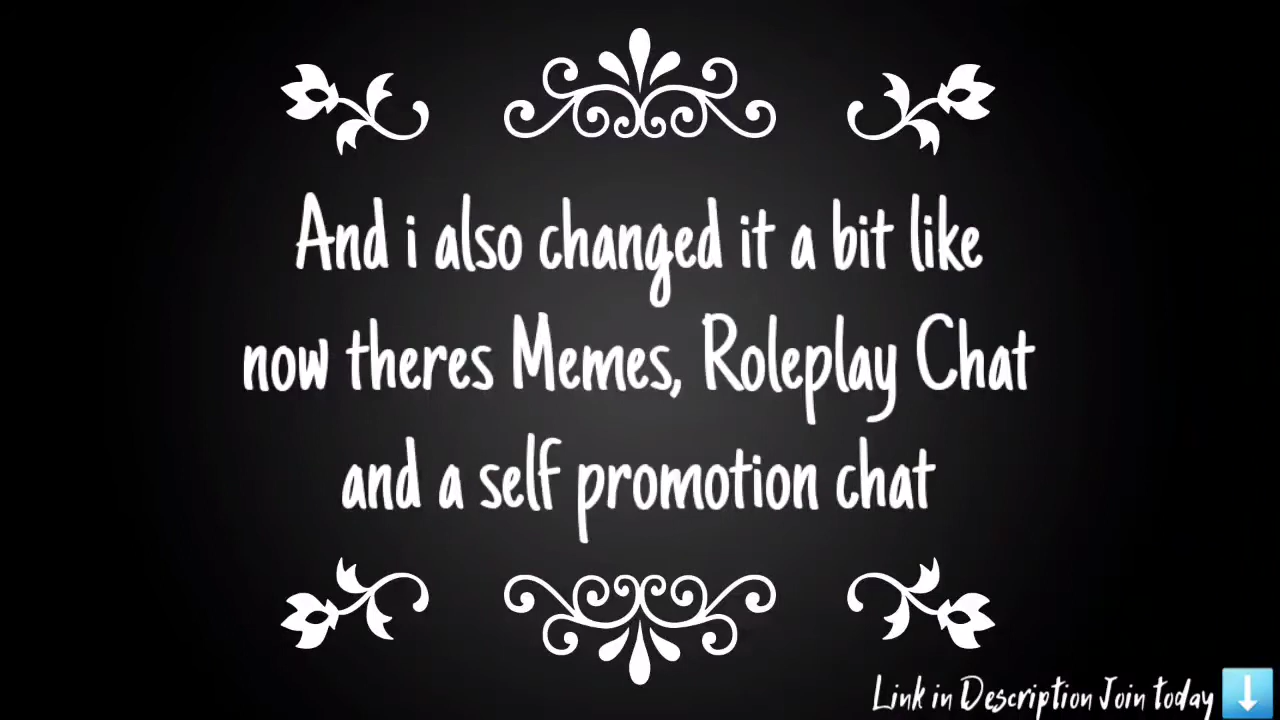 And i also changed it a bit like
now theres Memes, Roleplay Chat
and a self promotion chat
Link in Description Join today ⬇️